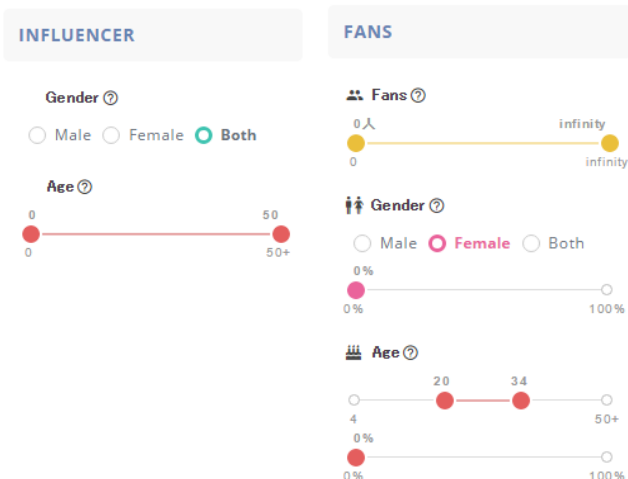 INFLUENCER
Gender ?
Male Female Both
Age ?
0 50
0 50+
FANS
Fans ?
0人 infinity
0 infinity
Gender ?
Male Female Both
0%
0% 100%
Age ?
20 34
4 50+
0%
0% 100%